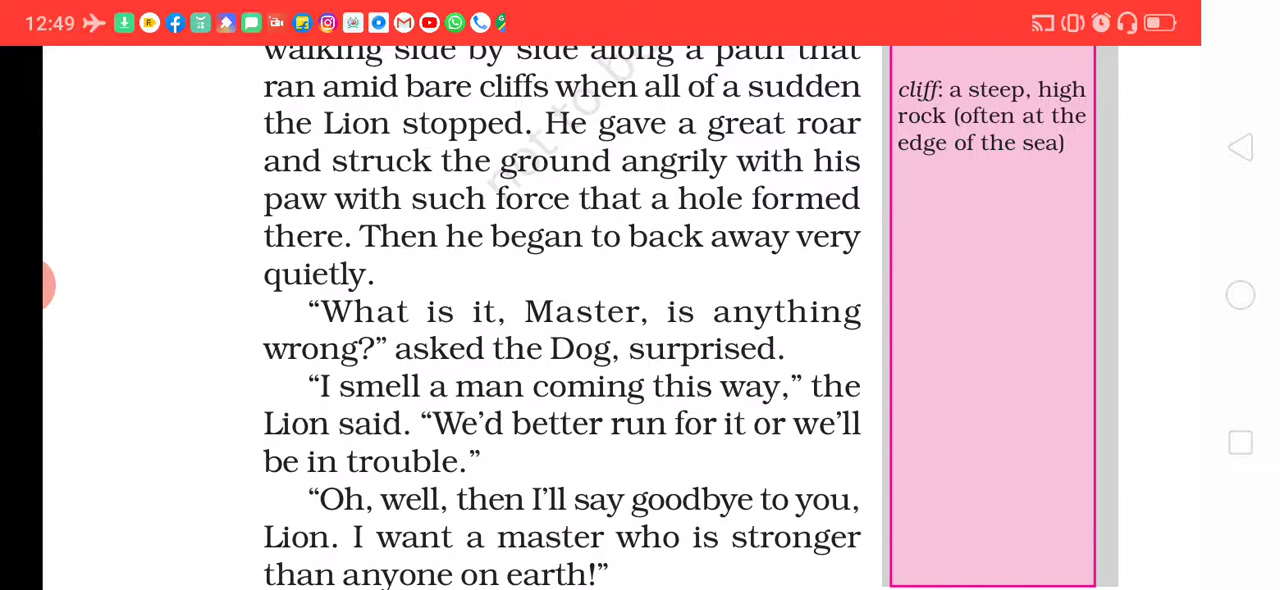 12:49
walking side by side along a path that
ran amid bare cliffs when all of a sudden
the Lion stopped. He gave a great roar
and struck the ground angrily with his
paw with such force that a hole formed
there. Then he began to back away very
quietly.
“What is it, Master, is anything
wrong?” asked the Dog, surprised.
“I smell a man coming this way,” the
Lion said. “We’d better run for it or we’ll
be in trouble.”
“Oh, well, then I’ll say goodbye to you,
Lion. I want a master who is stronger
than anyone on earth!”
cliff: a steep, high
rock (often at the
edge of the sea)
not to b